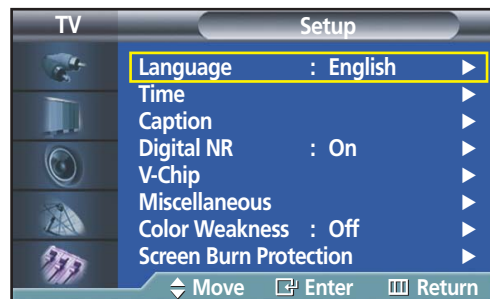 TV Setup
Language : English
Time
Caption
Digital NR : On
V-Chip
Miscellaneous
Color Weakness : Off
Screen Burn Protection
Move Enter Return